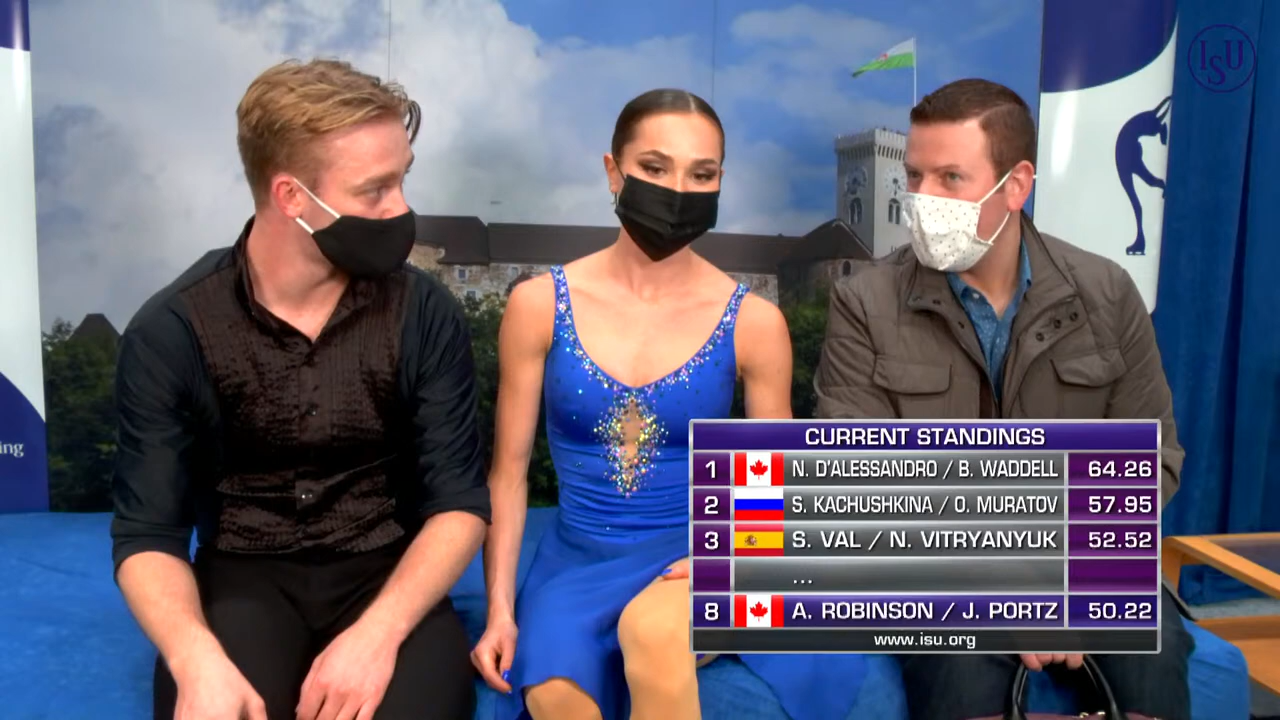 ISU
ing
CURRENT STANDINGS
1 N. D'ALESSANDRO / B. WADDELL 64.26
2 S. KACHUSHKINA / O. MURATOV 57.95
3 S. VAL / N. VITRYANYUK 52.52
...
8 A. ROBINSON / J. PORTZ 50.22
www.isu.org